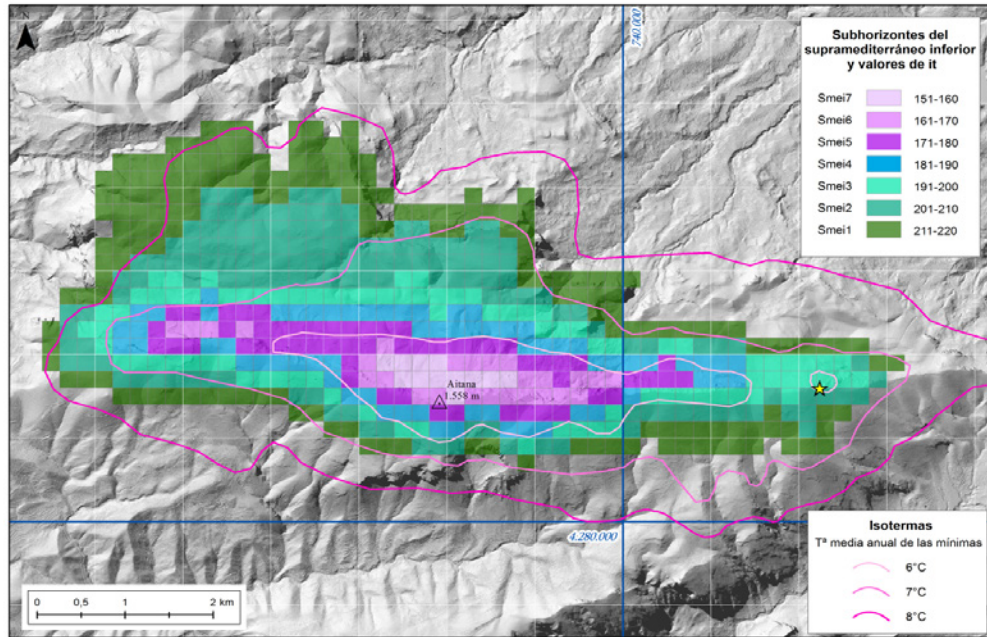 N
740.000
Subhorizontes del
supramediterráneo inferior
y valores de it
Smei7 151-160
Smei6 161-170
Smei5 171-180
Smei4 181-190
Smei3 191-200
Smei2 201-210
Smei1 211-220
Aitana
1.558 m
4.280.000
Isotermas
Tª media anual de las mínimas
6°C
7°C
8°C
0 0,5 1 2 km